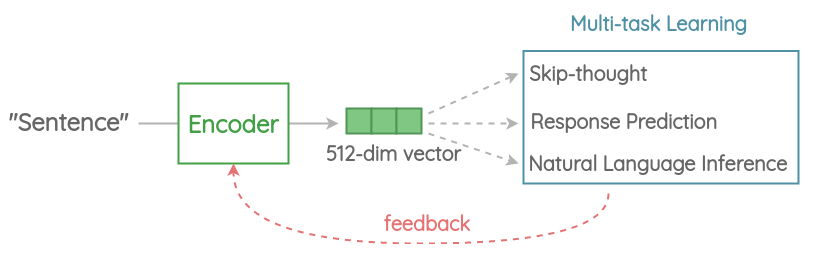 Multi-task Learning
Skip-thought
"Sentence"
Encoder
Response Prediction
512-dim vector
Natural Language Inference
feedback